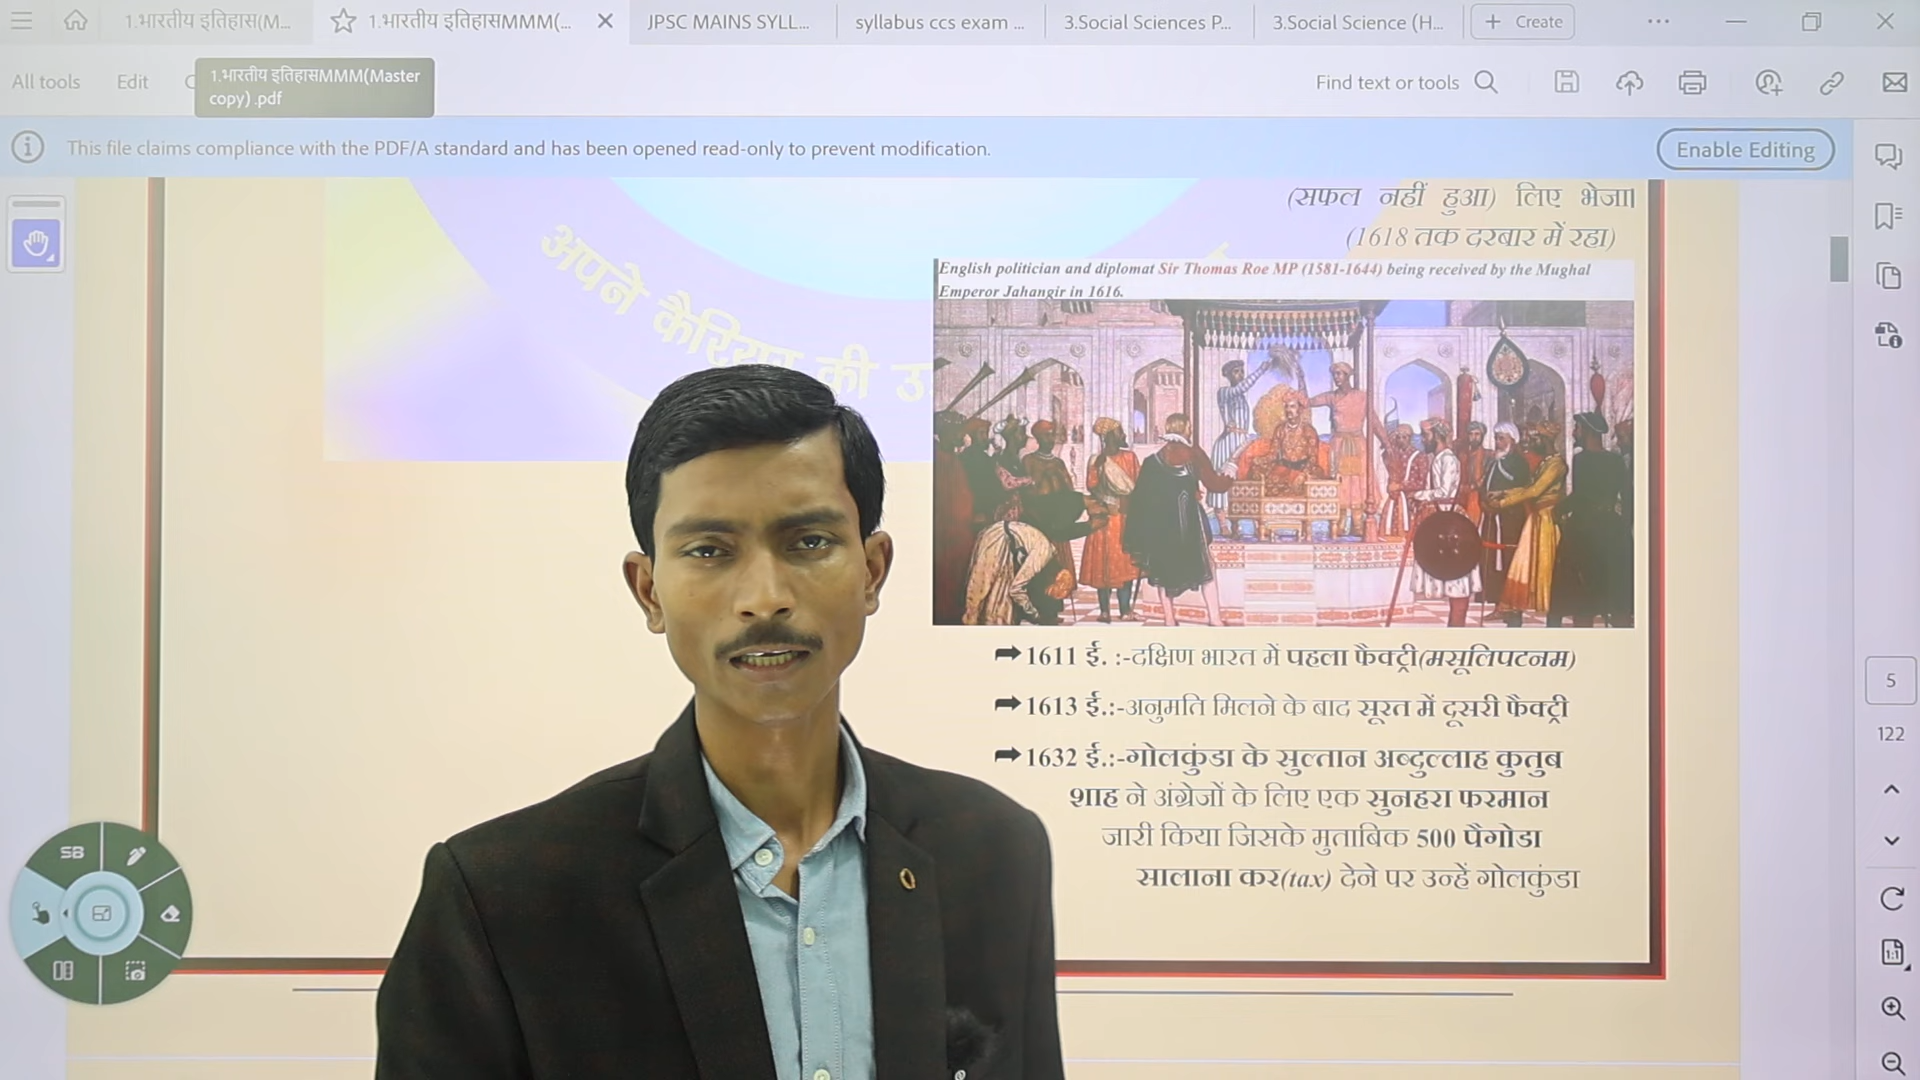 1.भारतीय इतिहास(M...
1.भारतीय इतिहासMMM(...
JPSC MAINS SYLL...
syllabus ccs exam ...
3.Social Sciences P...
3.Social Science (H...
+ Create
All tools
Edit
1.भारतीय इतिहासMMM(Master
copy) .pdf
Find text or tools
This file claims compliance with the PDF/A standard and has been opened read-only to prevent modification.
Enable Editing
(सफल नहीं हुआ) लिए भेजा|
(1618 तक दरबार में रहा)
अपने कैरियर की
English politician and diplomat Sir Thomas Roe MP (1581-1644) being received by the Mughal
Emperor Jahangir in 1616.
➡1611 ई. :-दक्षिण भारत में पहला फैक्ट्री(मसूलिपटनम)
➡1613 ई.:-अनुमति मिलने के बाद सूरत में दूसरी फैक्ट्री
➡1632 ई.:-गोलकुंडा के सुल्तान अब्दुल्लाह कुतुब
शाह ने अंग्रेजों के लिए एक सुनहरा फरमान
जारी किया जिसके मुताबिक 500 पैगोडा
सालाना कर(tax) देने पर उन्हें गोलकुंडा
5
122
SB
1:1